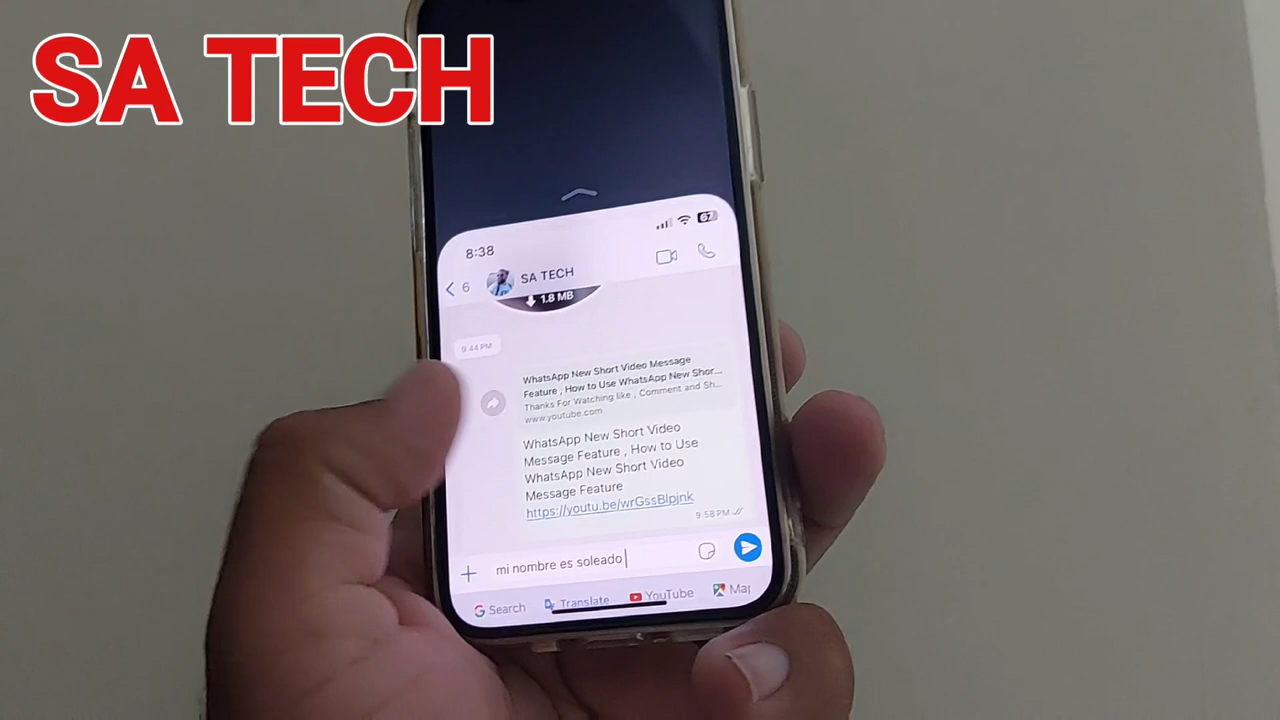 SA TECH
8:38
67
6
SA TECH
1.8 MB
9:44 PM
WhatsApp New Short Video Message
Feature , How to Use WhatsApp New Shor...
Thanks For Watching like , Comment and Sh...
www.youtube.com
WhatsApp New Short Video
Message Feature , How to Use
WhatsApp New Short Video
Message Feature
https://youtu.be/wrGssBlpjnk
9:58 PM
mi nombre es soleado
Search Translate YouTube Map